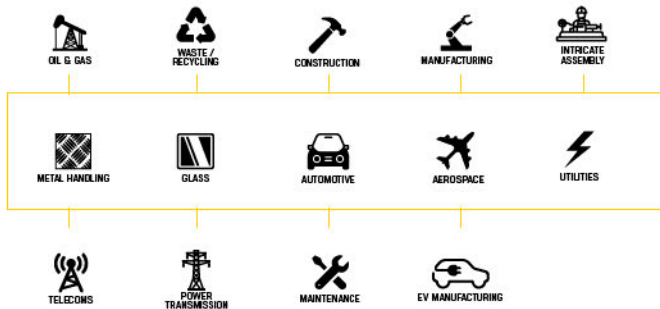 OIL & GAS
WASTE /
RECYCLING
CONSTRUCTION
MANUFACTURING
INTRICATE
ASSEMBLY
METAL HANDLING
GLASS
AUTOMOTIVE
AEROSPACE
UTILITIES
TELECOMS
POWER
TRANSMISSION
MAINTENANCE
EV MANUFACTURING